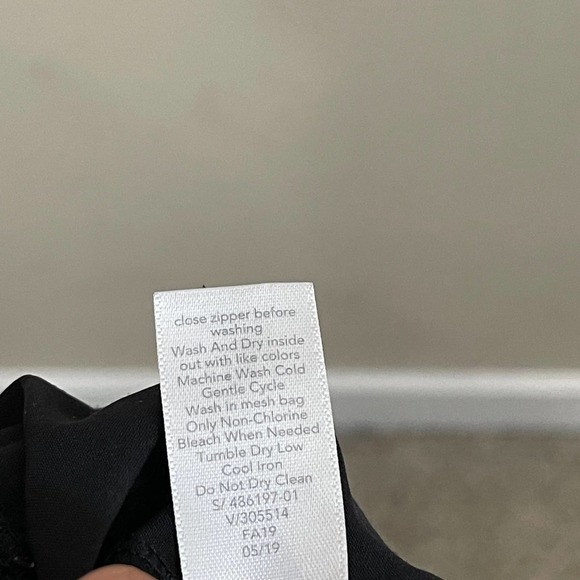 close zipper before
washing
Wash And Dry inside
out with like colors
Machine Wash Cold
Gentle Cycle
Wash in mesh bag
Only Non-Chlorine
Bleach When Needed
Tumble Dry Low
Cool Iron
Do Not Dry Clean
S/ 486197-01
V/305514
FA19
05/19